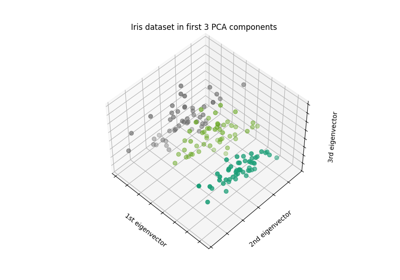 Iris dataset in first 3 PCA components
1st eigenvector
2nd eigenvector
3rd eigenvector